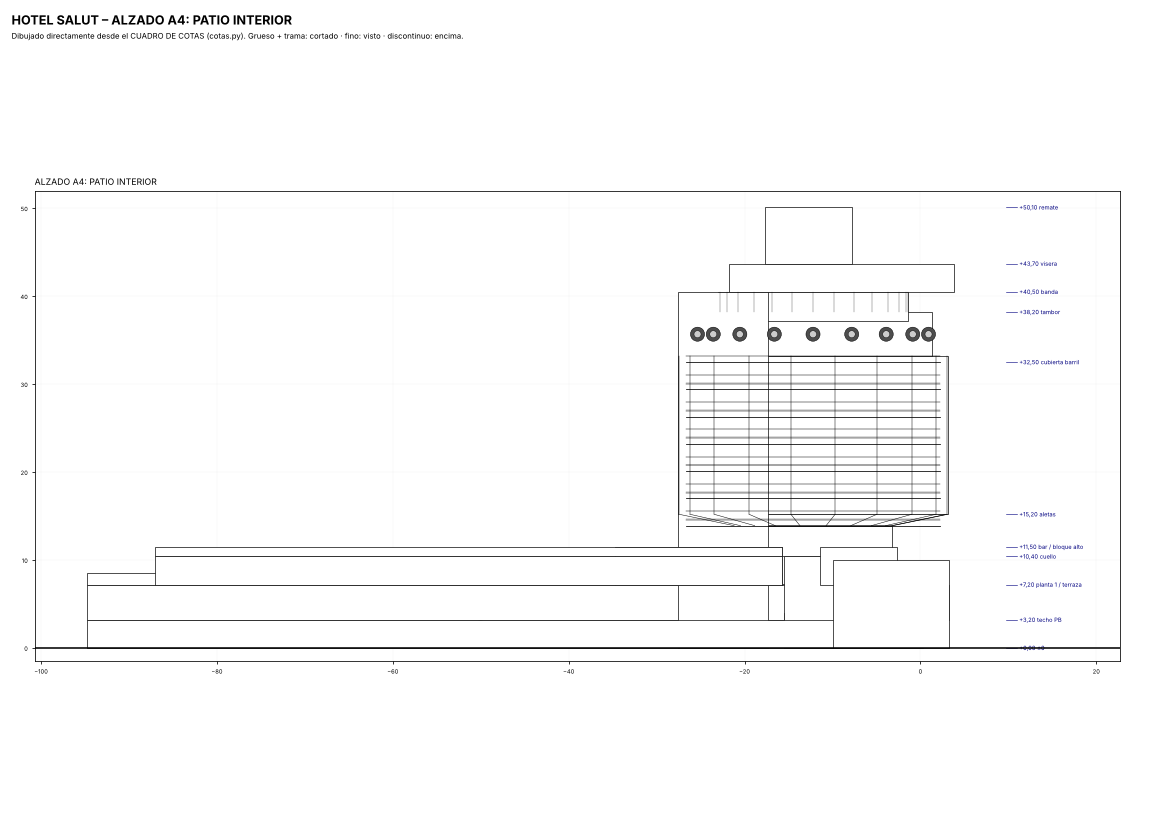 HOTEL SALUT – ALZADO A4: PATIO INTERIOR
Dibujado directamente desde el CUADRO DE COTAS (cotas.py). Grueso + trama: cortado · fino: visto · discontinuo: encima.
ALZADO A4: PATIO INTERIOR
50
+50,10 remate
+43,70 visera
40
+40,50 banda
+38,20 tambor
+32,50 cubierta barril
30
20
+15,20 aletas
+11,50 bar / bloque alto
+10,40 cuello
10
+7,20 planta 1 / terraza
+3,20 techo PB
0
−100
−80
−60
−40
−20
0
20